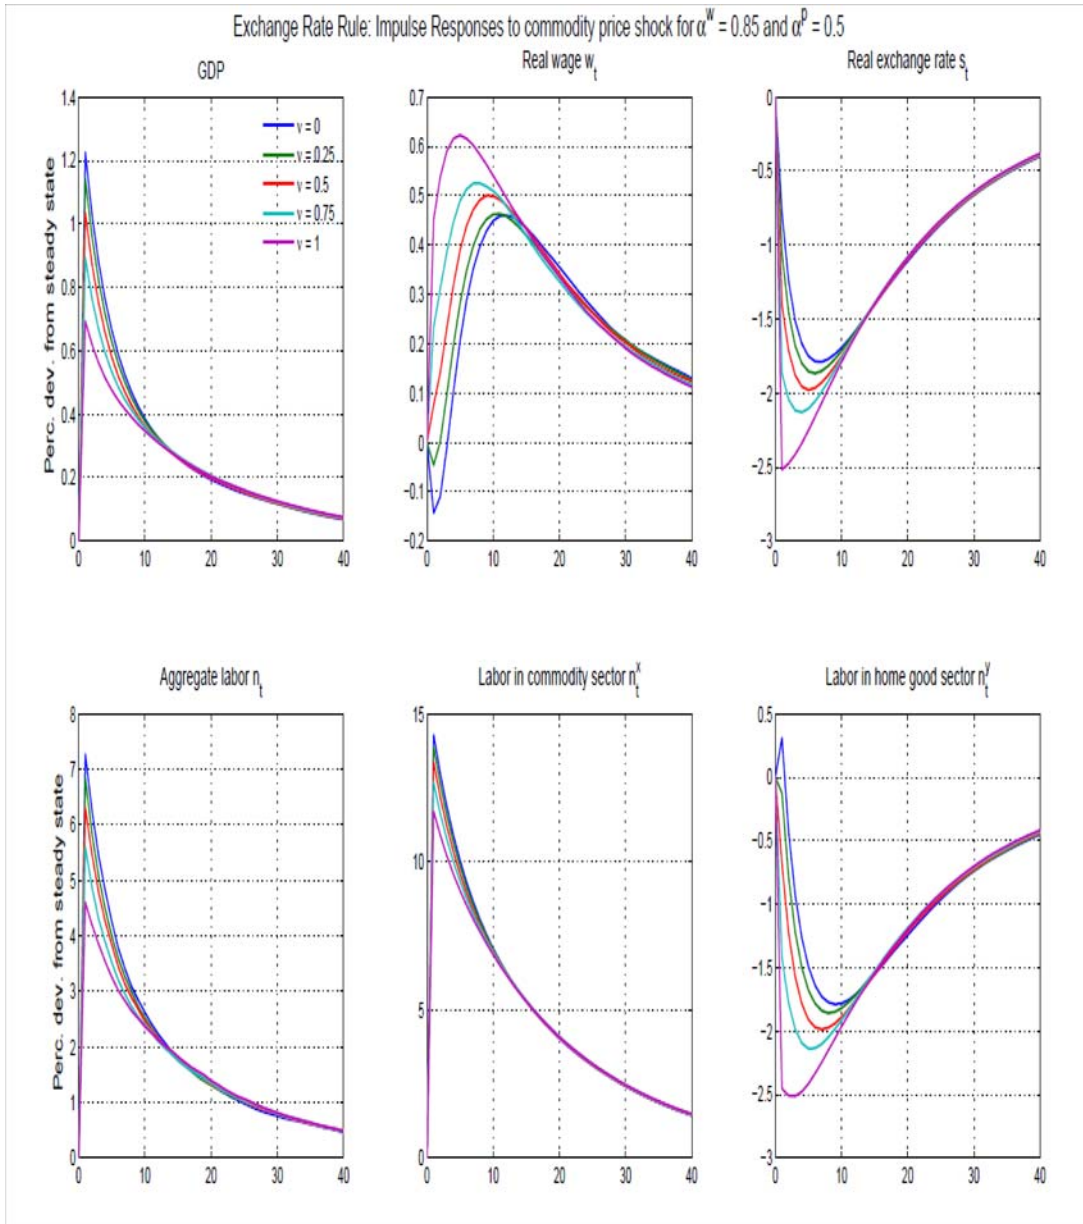 Exchange Rate Rule: Impulse Responses to commodity price shock for α^w = 0.85 and α^p = 0.5
GDP
Real wage w_t
Real exchange rate s_t
Perc. dev. from steady state
1.4
1.2
1
0.8
0.6
0.4
0.2
0
0 10 20 30 40
v = 0
v = 0.25
v = 0.5
v = 0.75
v = 1
0.7
0.6
0.5
0.4
0.3
0.2
0.1
0
−0.1
−0.2
0 10 20 30 40
0
−0.5
−1
−1.5
−2
−2.5
−3
0 10 20 30 40
Aggregate labor n_t
Labor in commodity sector n_t^x
Labor in home good sector n_t^y
Perc. dev. from steady state
8
7
6
5
4
3
2
1
0
0 10 20 30 40
15
10
5
0
0 10 20 30 40
0.5
0
−0.5
−1
−1.5
−2
−2.5
−3
0 10 20 30 40